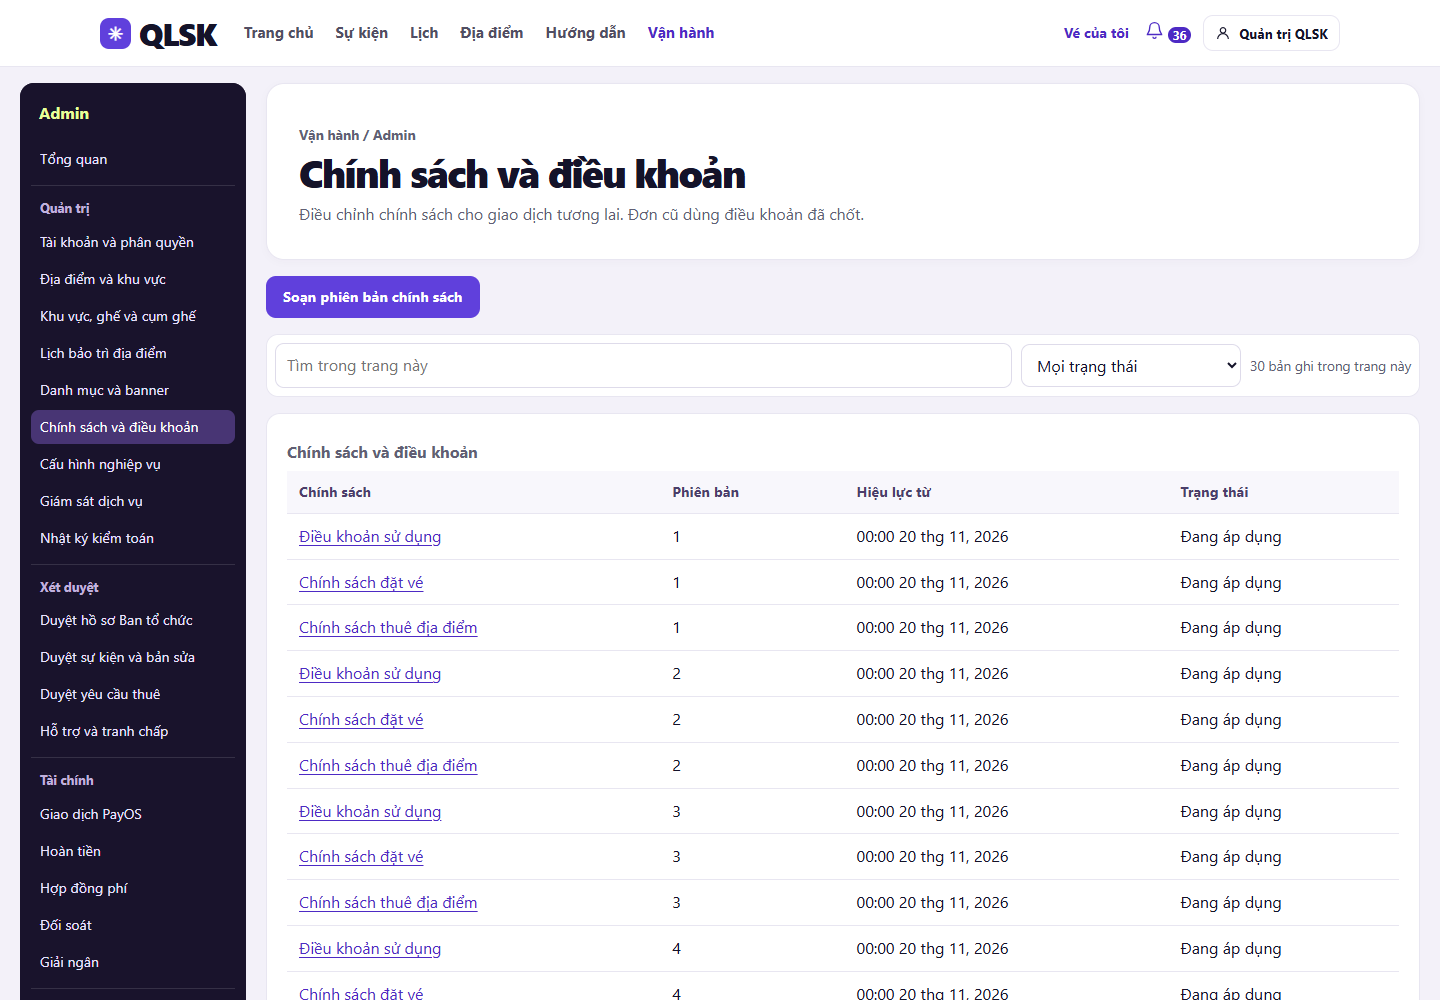 QLSK
Trang chủ
Sự kiện
Lịch
Địa điểm
Hướng dẫn
Vận hành
Vé của tôi
36
Quản trị QLSK
Admin
Tổng quan
Quản trị
Tài khoản và phân quyền
Địa điểm và khu vực
Khu vực, ghế và cụm ghế
Lịch bảo trì địa điểm
Danh mục và banner
Chính sách và điều khoản
Cấu hình nghiệp vụ
Giám sát dịch vụ
Nhật ký kiểm toán
Xét duyệt
Duyệt hồ sơ Ban tổ chức
Duyệt sự kiện và bản sửa
Duyệt yêu cầu thuê
Hỗ trợ và tranh chấp
Tài chính
Giao dịch PayOS
Hoàn tiền
Hợp đồng phí
Đối soát
Giải ngân
Vận hành / Admin
Chính sách và điều khoản
Điều chỉnh chính sách cho giao dịch tương lai. Đơn cũ dùng điều khoản đã chốt.
Soạn phiên bản chính sách
Tìm trong trang này
Mọi trạng thái
30 bản ghi trong trang này
Chính sách và điều khoản
Chính sách Phiên bản Hiệu lực từ Trạng thái
Điều khoản sử dụng 1 00:00 20 thg 11, 2026 Đang áp dụng
Chính sách đặt vé 1 00:00 20 thg 11, 2026 Đang áp dụng
Chính sách thuê địa điểm 1 00:00 20 thg 11, 2026 Đang áp dụng
Điều khoản sử dụng 2 00:00 20 thg 11, 2026 Đang áp dụng
Chính sách đặt vé 2 00:00 20 thg 11, 2026 Đang áp dụng
Chính sách thuê địa điểm 2 00:00 20 thg 11, 2026 Đang áp dụng
Điều khoản sử dụng 3 00:00 20 thg 11, 2026 Đang áp dụng
Chính sách đặt vé 3 00:00 20 thg 11, 2026 Đang áp dụng
Chính sách thuê địa điểm 3 00:00 20 thg 11, 2026 Đang áp dụng
Điều khoản sử dụng 4 00:00 20 thg 11, 2026 Đang áp dụng
Chính sách đặt vé 4 00:00 20 thg 11, 2026 Đang áp dụng